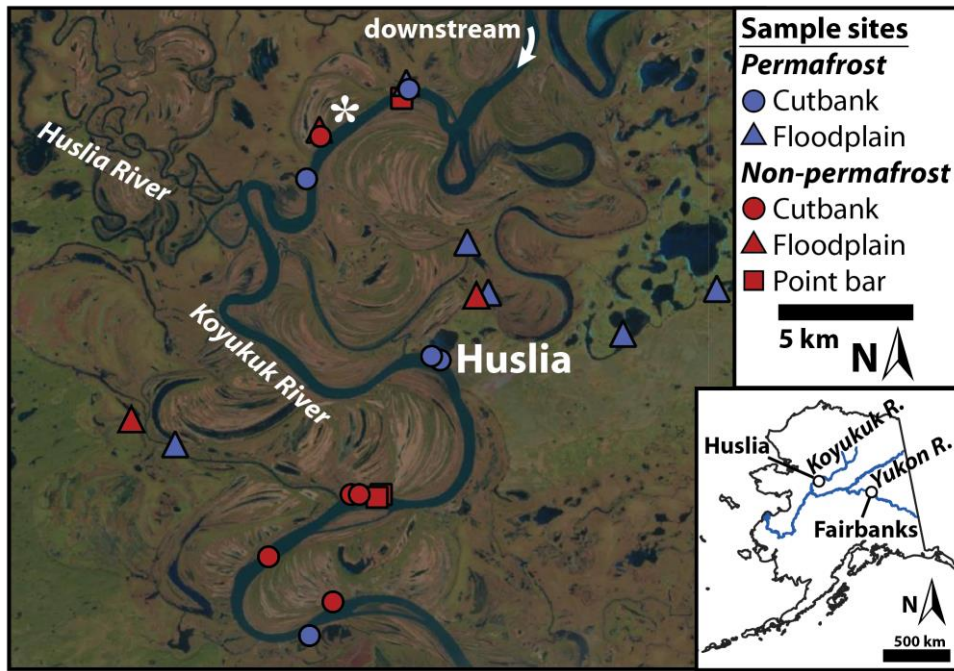 downstream
*
Huslia River
Koyukuk River
Huslia
Sample sites
Permafrost
Cutbank
Floodplain
Non-permafrost
Cutbank
Floodplain
Point bar
5 km
N
Huslia
Koyukuk R.
Yukon R.
Fairbanks
N
500 km